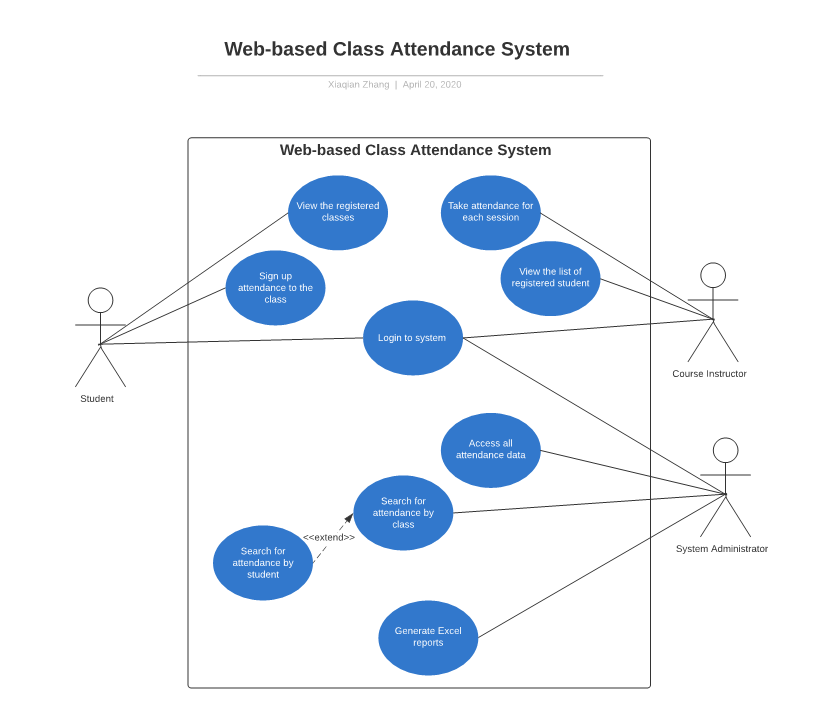 Web-based Class Attendance System
Xiaqian Zhang | April 20, 2020
Web-based Class Attendance System
View the registered
classes
Take attendance for
each session
Sign up
attendance to the
class
View the list of
registered student
Login to system
Student
Course Instructor
Access all
attendance data
Search for
attendance by
class
<<extend>>
Search for
attendance by
student
System Administrator
Generate Excel
reports